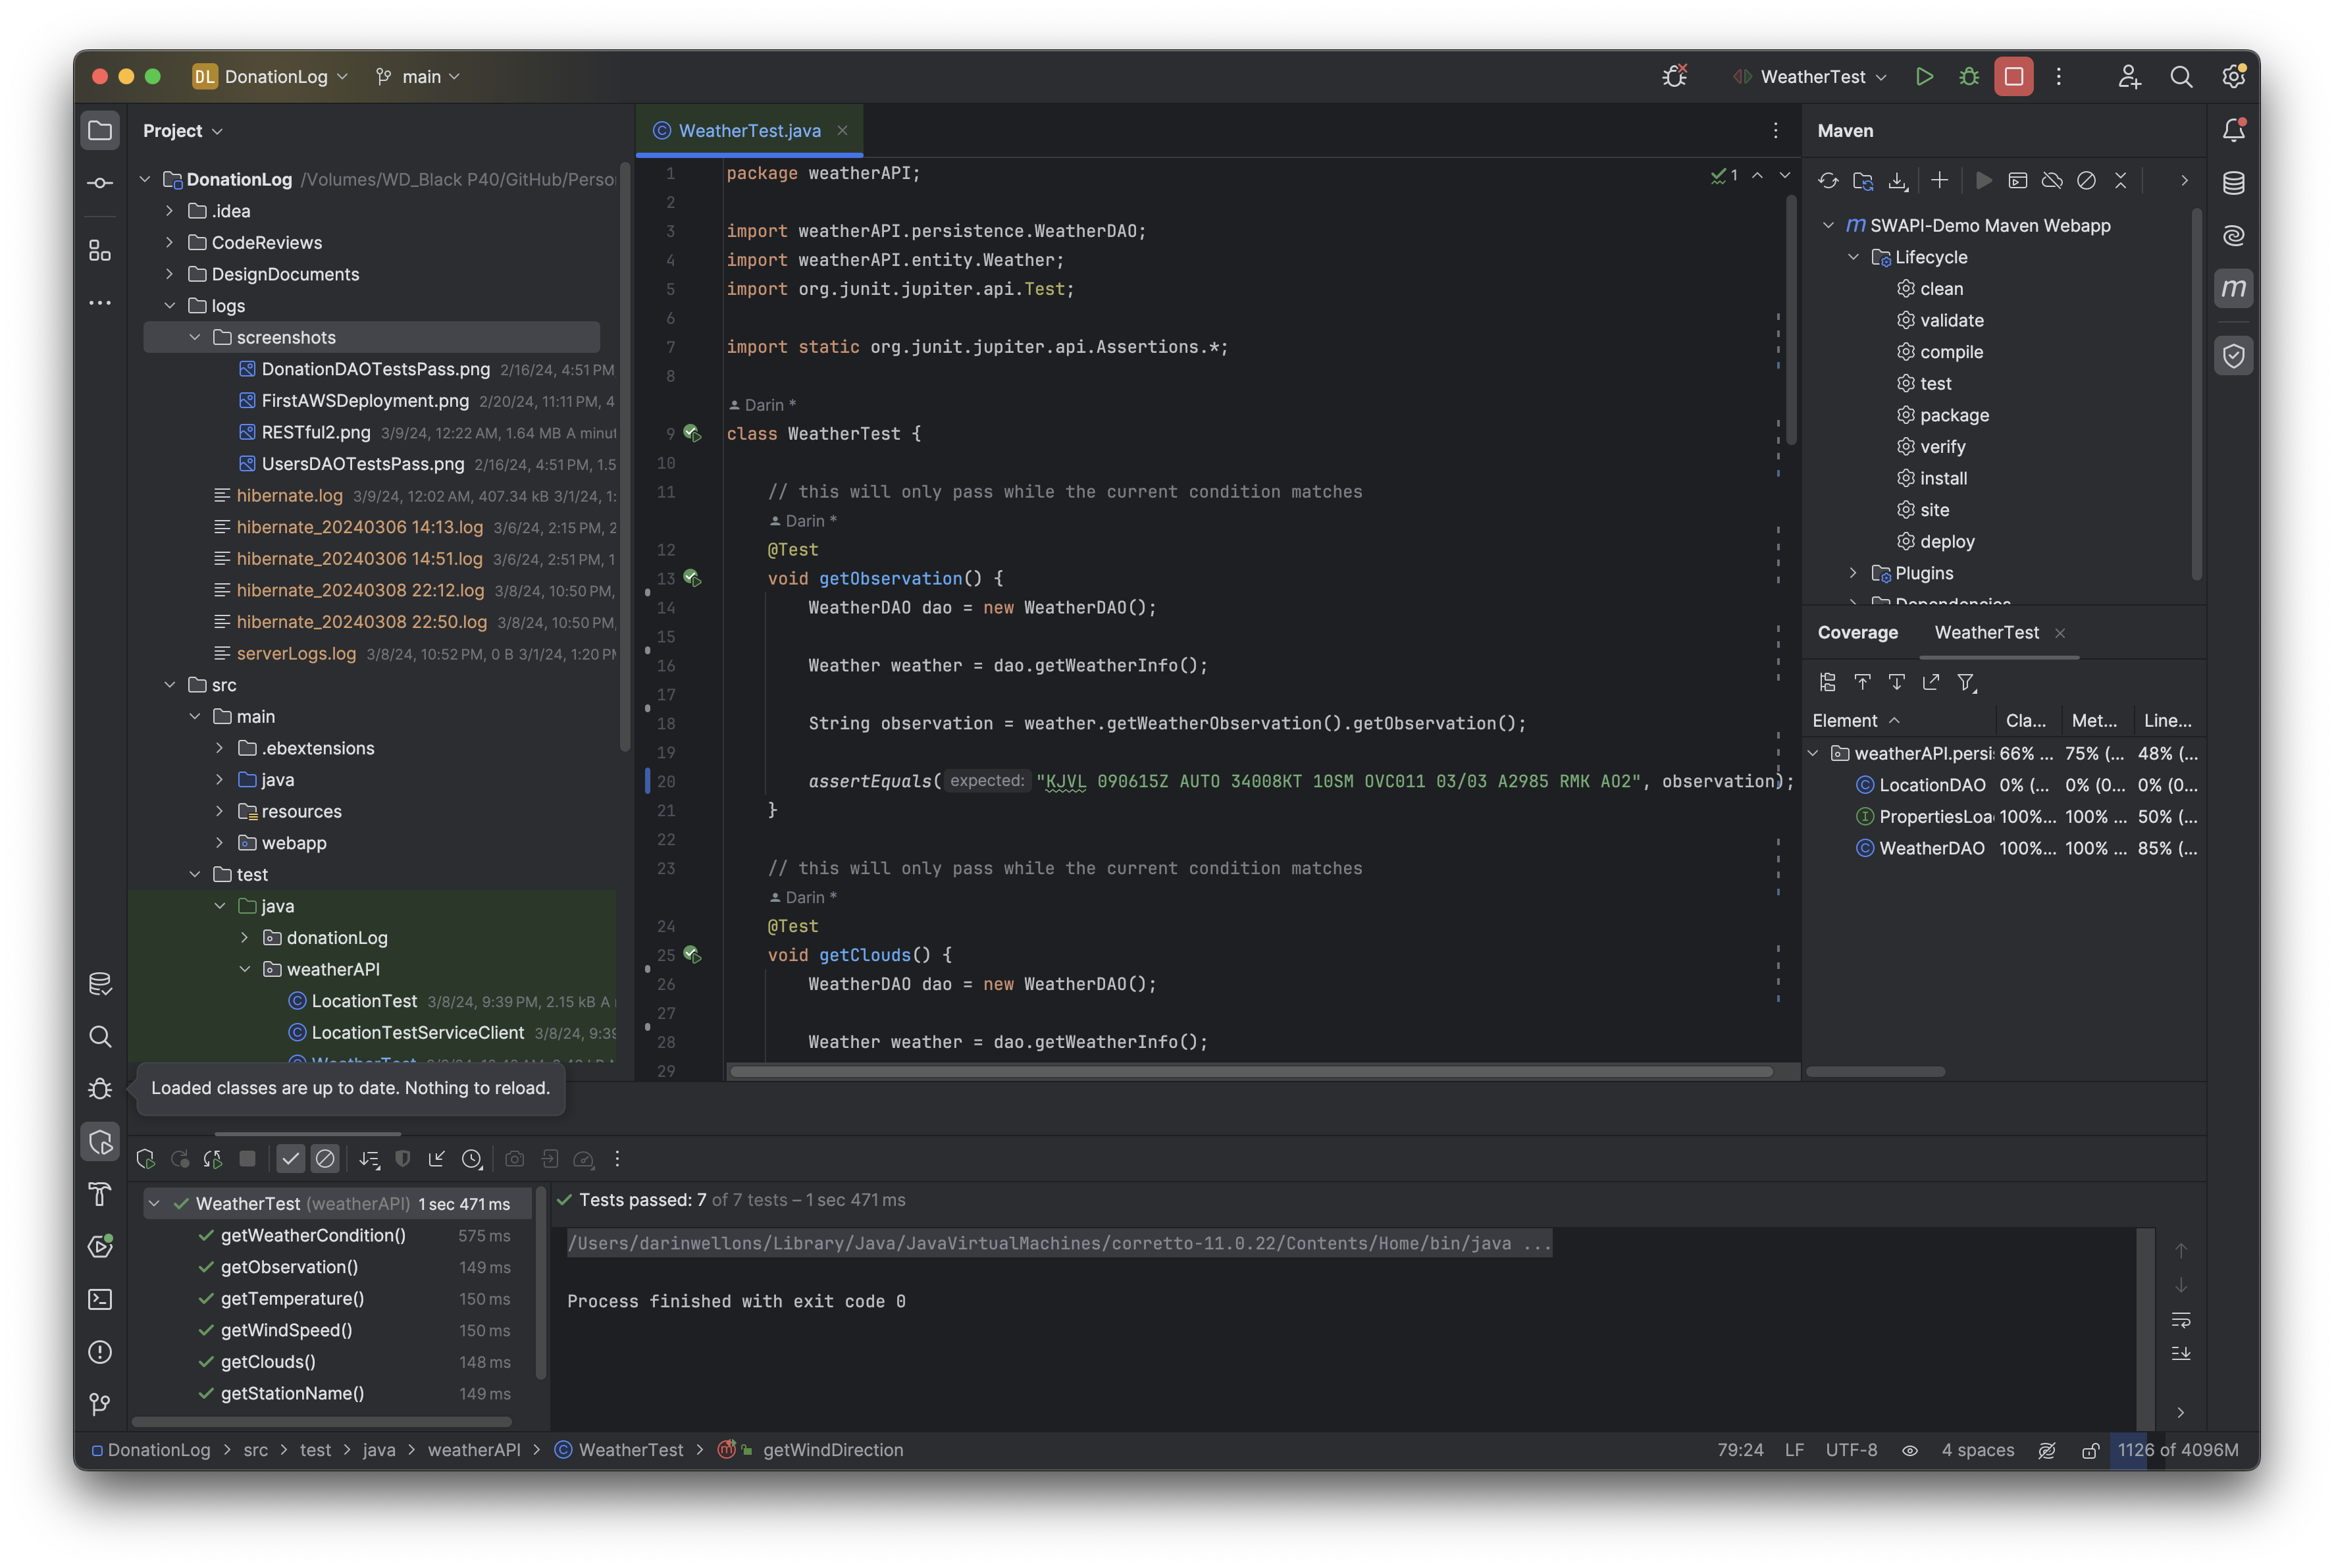 DL DonationLog main
WeatherTest
Project
DonationLog /Volumes/WD_Black P40/GitHub/Perso
.idea
CodeReviews
DesignDocuments
logs
screenshots
DonationDAOTestsPass.png 2/16/24, 4:51 PM
FirstAWSDeployment.png 2/20/24, 11:11 PM, 4
RESTful2.png 3/9/24, 12:22 AM, 1.64 MB A minut
UsersDAOTestsPass.png 2/16/24, 4:51 PM, 1.5
hibernate.log 3/9/24, 12:02 AM, 407.34 kB 3/1/24, 1:
hibernate_20240306 14:13.log 3/6/24, 2:15 PM, 2
hibernate_20240306 14:51.log 3/6/24, 2:51 PM, 1
hibernate_20240308 22:12.log 3/8/24, 10:50 PM,
hibernate_20240308 22:50.log 3/8/24, 10:50 PM,
serverLogs.log 3/8/24, 10:52 PM, 0 B 3/1/24, 1:20 PM
src
main
.ebextensions
java
resources
webapp
test
java
donationLog
weatherAPI
LocationTest 3/8/24, 9:39 PM, 2.15 kB A
LocationTestServiceClient 3/8/24, 9:39
WeatherTest
Loaded classes are up to date. Nothing to reload.
WeatherTest.java
1 package weatherAPI;
1
2
3 import weatherAPI.persistence.WeatherDAO;
4 import weatherAPI.entity.Weather;
5 import org.junit.jupiter.api.Test;
6
7 import static org.junit.jupiter.api.Assertions.*;
8
Darin *
9 class WeatherTest {
10
11 // this will only pass while the current condition matches
Darin *
12 @Test
13 void getObservation() {
14 WeatherDAO dao = new WeatherDAO();
15
16 Weather weather = dao.getWeatherInfo();
17
18 String observation = weather.getWeatherObservation().getObservation();
19
20 assertEquals( expected: "KJVL 090615Z AUTO 34008KT 10SM OVC011 03/03 A2985 RMK AO2", observation);
21 }
22
23 // this will only pass while the current condition matches
Darin *
24 @Test
25 void getClouds() {
26 WeatherDAO dao = new WeatherDAO();
27
28 Weather weather = dao.getWeatherInfo();
29
Maven
m SWAPI-Demo Maven Webapp
Lifecycle
clean
validate
compile
test
package
verify
install
site
deploy
Plugins
Dependencies
m
Coverage WeatherTest
Element Cla... Met... Line...
weatherAPI.persi 66% ... 75% (... 48% (...
LocationDAO 0% (... 0% (0... 0% (0...
PropertiesLoa 100%... 100% ... 50% (...
WeatherDAO 100%... 100% ... 85% (...
WeatherTest (weatherAPI) 1 sec 471 ms
getWeatherCondition() 575 ms
getObservation() 149 ms
getTemperature() 150 ms
getWindSpeed() 150 ms
getClouds() 148 ms
getStationName() 149 ms
Tests passed: 7 of 7 tests – 1 sec 471 ms
/Users/darinwellons/Library/Java/JavaVirtualMachines/corretto-11.0.22/Contents/Home/bin/java ...
Process finished with exit code 0
DonationLog > src > test > java > weatherAPI > WeatherTest > getWindDirection
79:24 LF UTF-8 4 spaces 1126 of 4096M